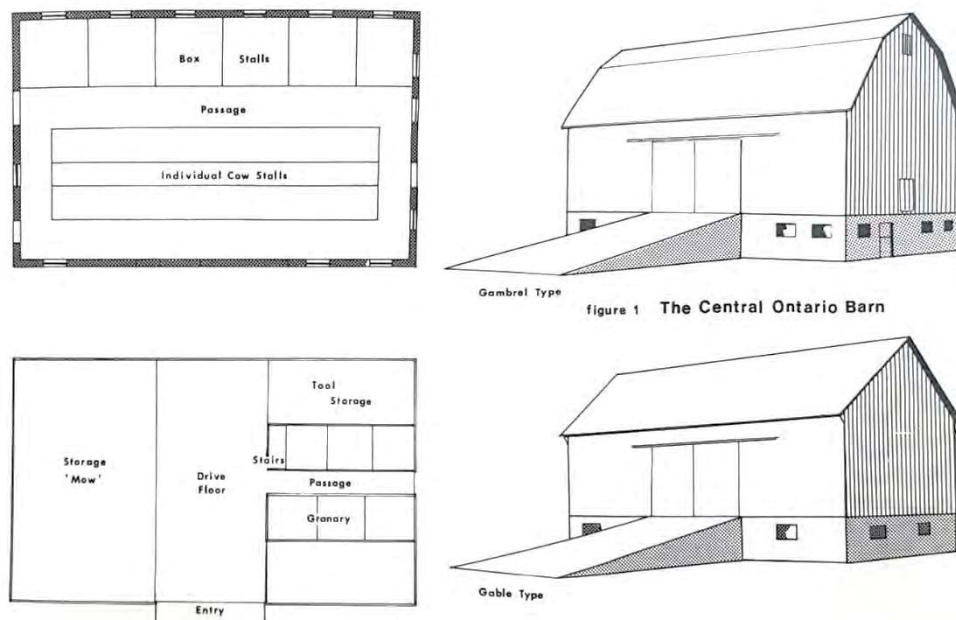 Box Stalls
Passage
Individual Cow Stalls
Gambrel Type
figure 1 The Central Ontario Barn
Tool
Storage
Storage
'Mow'
Drive
Floor
Stairs
Passage
Granary
Entry
Gable Type